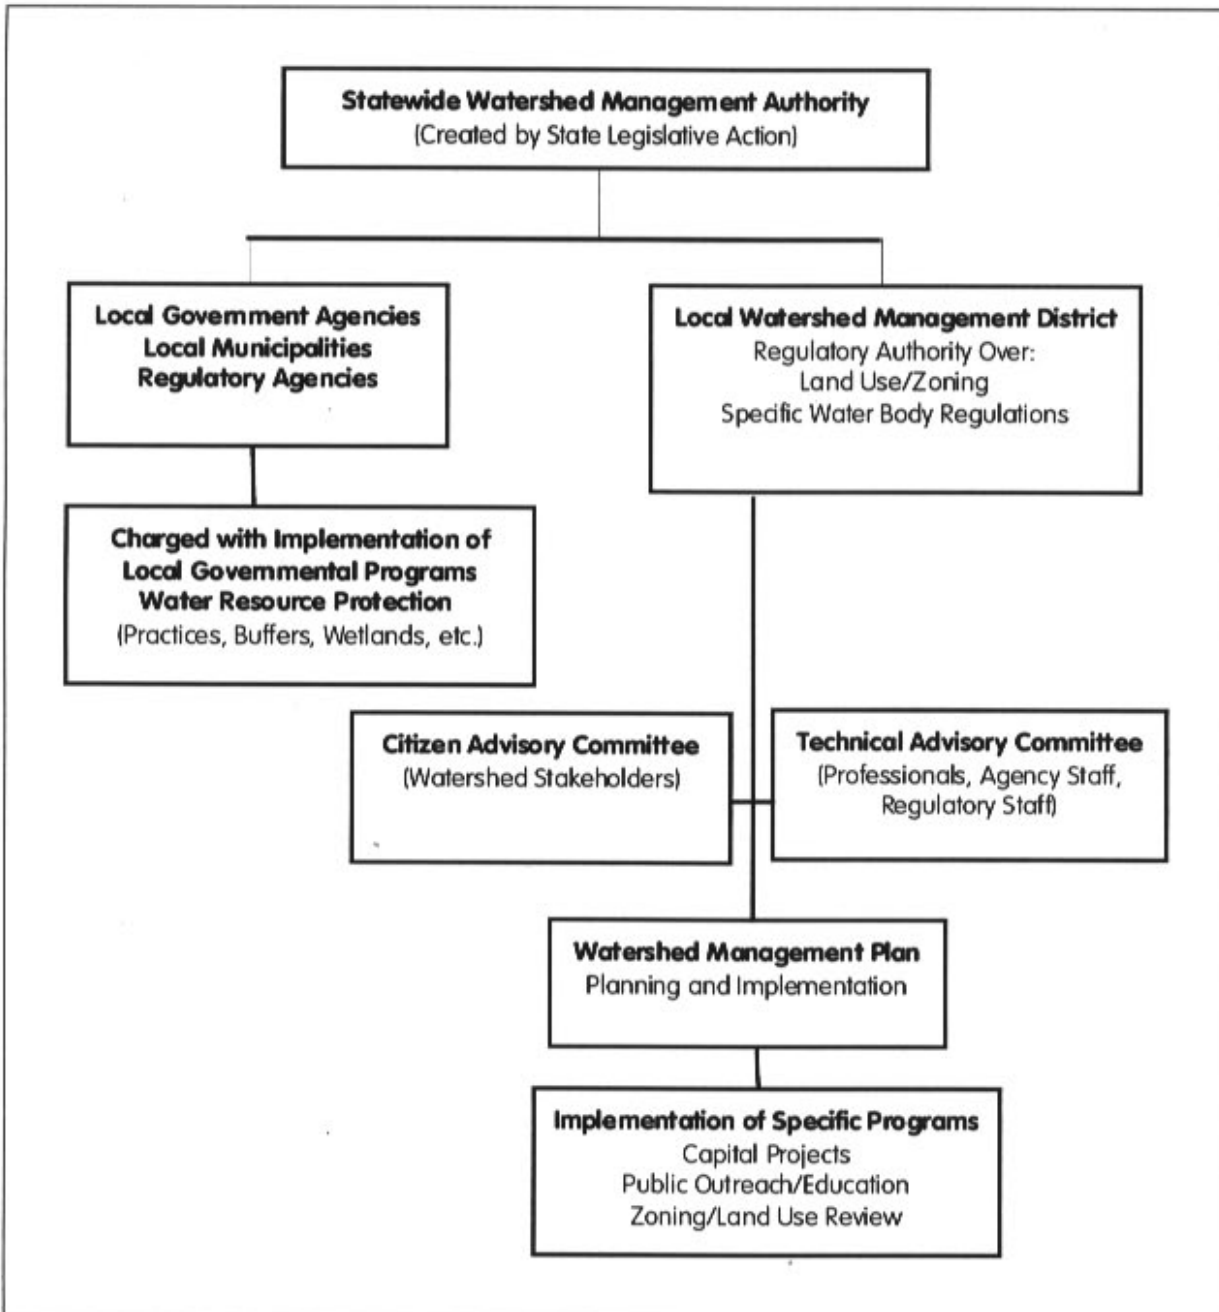 Statewide Watershed Management Authority
(Created by State Legislative Action)
Local Government Agencies
Local Municipalities
Regulatory Agencies
Local Watershed Management District
Regulatory Authority Over:
Land Use/Zoning
Specific Water Body Regulations
Charged with Implementation of
Local Governmental Programs
Water Resource Protection
(Practices, Buffers, Wetlands, etc.)
Citizen Advisory Committee
(Watershed Stakeholders)
Technical Advisory Committee
(Professionals, Agency Staff,
Regulatory Staff)
Watershed Management Plan
Planning and Implementation
Implementation of Specific Programs
Capital Projects
Public Outreach/Education
Zoning/Land Use Review